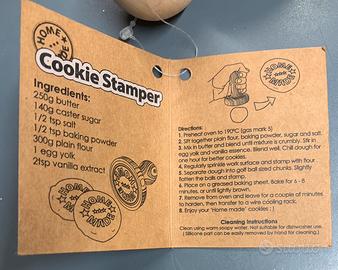 HOME MADE
Cookie Stamper
Ingredients:
250g butter
140g caster sugar
1/2 tsp salt
1/2 tsp baking powder
300g plain flour
1 egg yolk
2tsp vanilla extract
HOME MADE
HOME MADE
HOME MADE
Directions:
1. Preheat oven to 190ºC (gas mark 5)
2. Sift together plain flour, baking powder, sugar and salt.
3. Mix in butter and blend until mixture is crumbly. Stir in
egg yolk and vanilla essence. Blend well. Chill dough for
one hour for better cookies.
4. Regularly sprinkle work surface and stamp with flour
5. Separate dough into golf ball sized chunks. Slightly
flatten the balls and stamp.
6. Place on a greased baking sheet. Bake for 6 - 8
minutes, or until lightly brown.
7. Remove from oven and leave for a couple of minutes
to harden, then transfer to a wire cooling rack.
8. Enjoy your 'Home made' cookies : )
Cleaning Instructions
Clean using warm soapy water. Not suitable for dishwasher use.
( Silicone part can be easily removed by hand for cleaning )